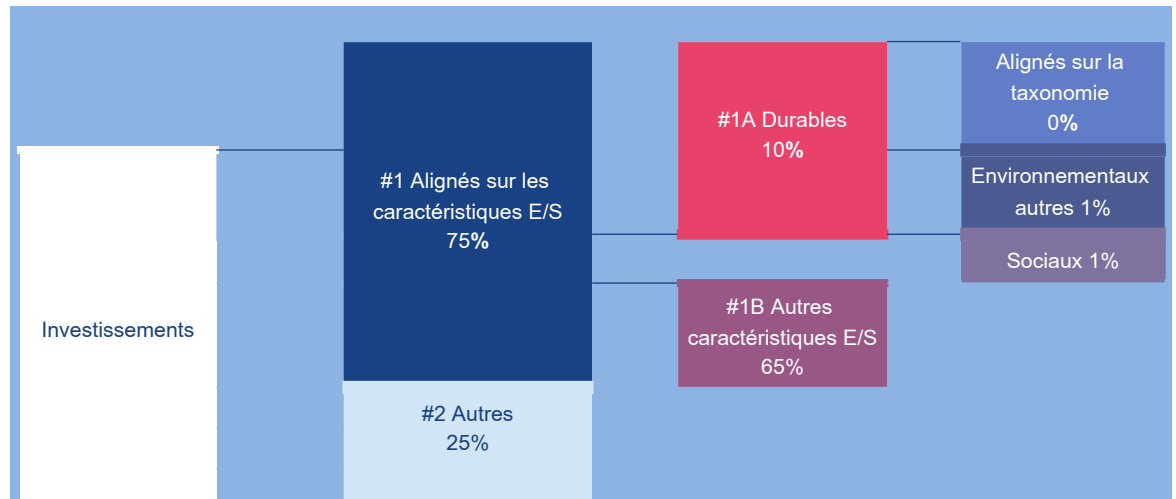 Investissements
#1 Alignés sur les
caractéristiques E/S
75%
#2 Autres
25%
#1A Durables
10%
#1B Autres
caractéristiques E/S
65%
Alignés sur la
taxonomie
0%
Environnementaux
autres 1%
Sociaux 1%